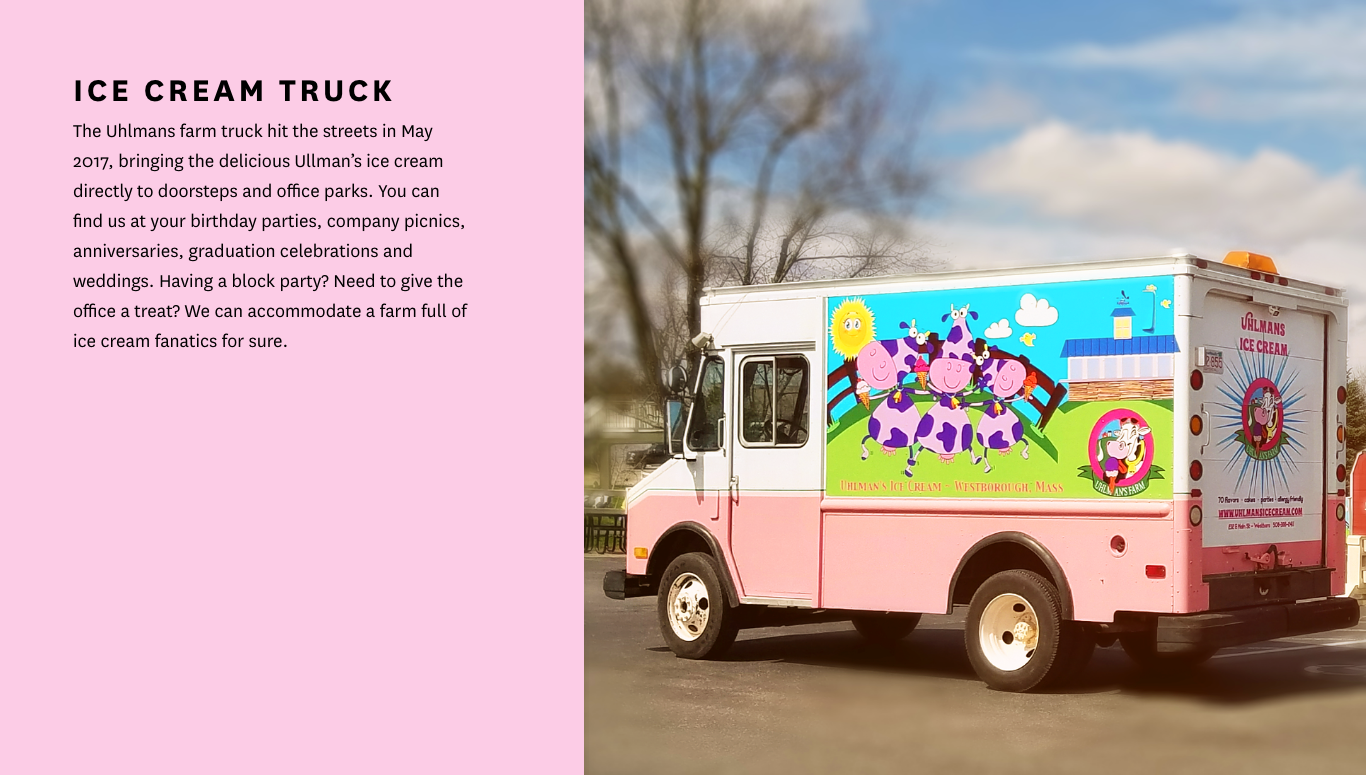 ICE CREAM TRUCK
The Uhlmans farm truck hit the streets in May
2017, bringing the delicious Ullman’s ice cream
directly to doorsteps and office parks. You can
find us at your birthday parties, company picnics,
anniversaries, graduation celebrations and
weddings. Having a block party? Need to give the
office a treat? We can accommodate a farm full of
ice cream fanatics for sure.
UHLMANS
ICE CREAM
UHLMAN'S ICE CREAM - WESTBOROUGH, MASS
UHLMAN'S FARM
70 flavors - cakes - parties - allergy friendly
WWW.UHLMANSICECREAM.COM